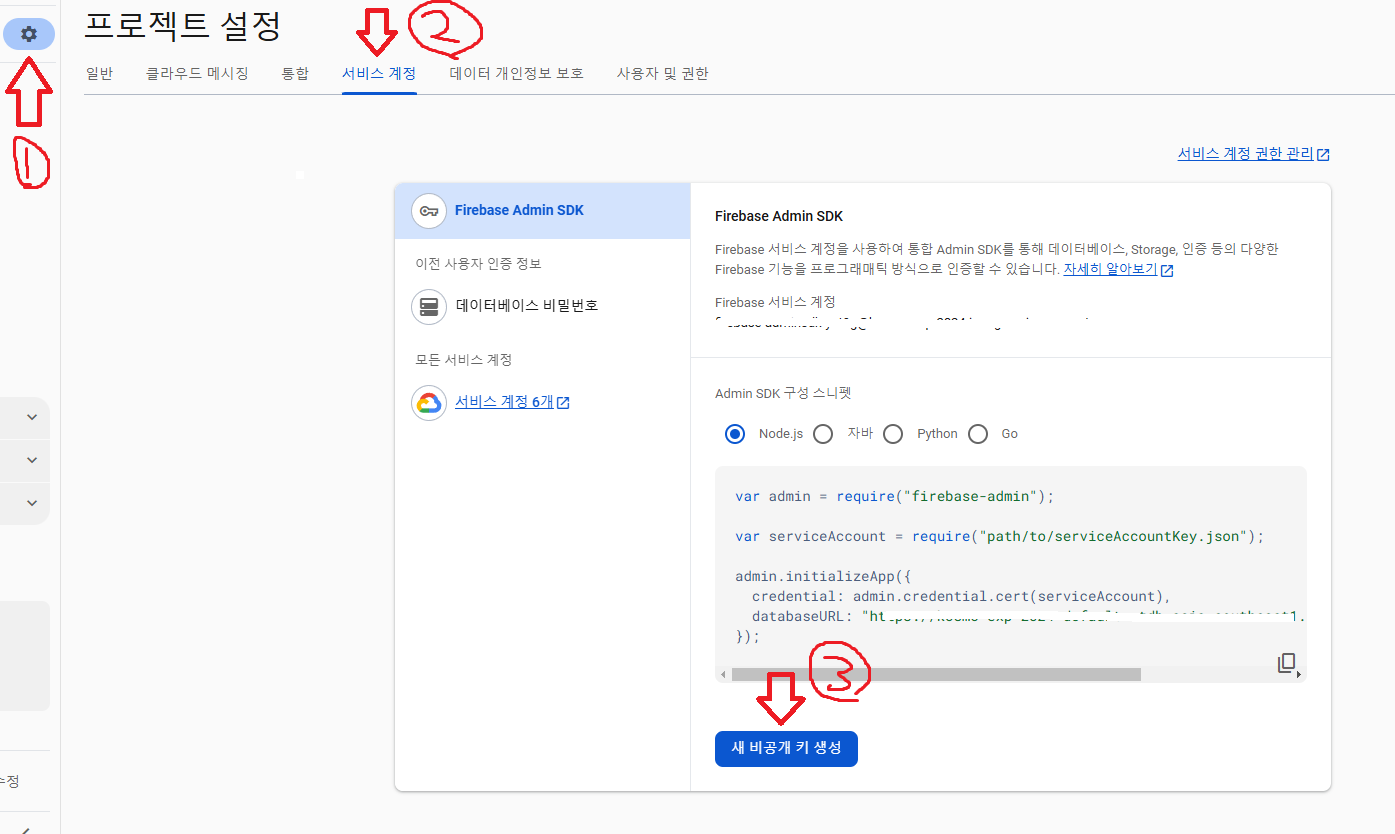 프로젝트 설정
2
일반 클라우드 메시징 통합 서비스 계정 데이터 개인정보 보호 사용자 및 권한
1
서비스 계정 권한 관리
Firebase Admin SDK
이전 사용자 인증 정보
데이터베이스 비밀번호
모든 서비스 계정
서비스 계정 6개
Firebase Admin SDK
Firebase 서비스 계정을 사용하여 통합 Admin SDK를 통해 데이터베이스, Storage, 인증 등의 다양한
Firebase 기능을 프로그래매틱 방식으로 인증할 수 있습니다. 자세히 알아보기
Firebase 서비스 계정
Admin SDK 구성 스니펫
Node.js 자바 Python Go
var admin = require("firebase-admin");
var serviceAccount = require("path/to/serviceAccountKey.json");
admin.initializeApp({
credential: admin.credential.cert(serviceAccount),
databaseURL: "https://
});
3
새 비공개 키 생성
수정